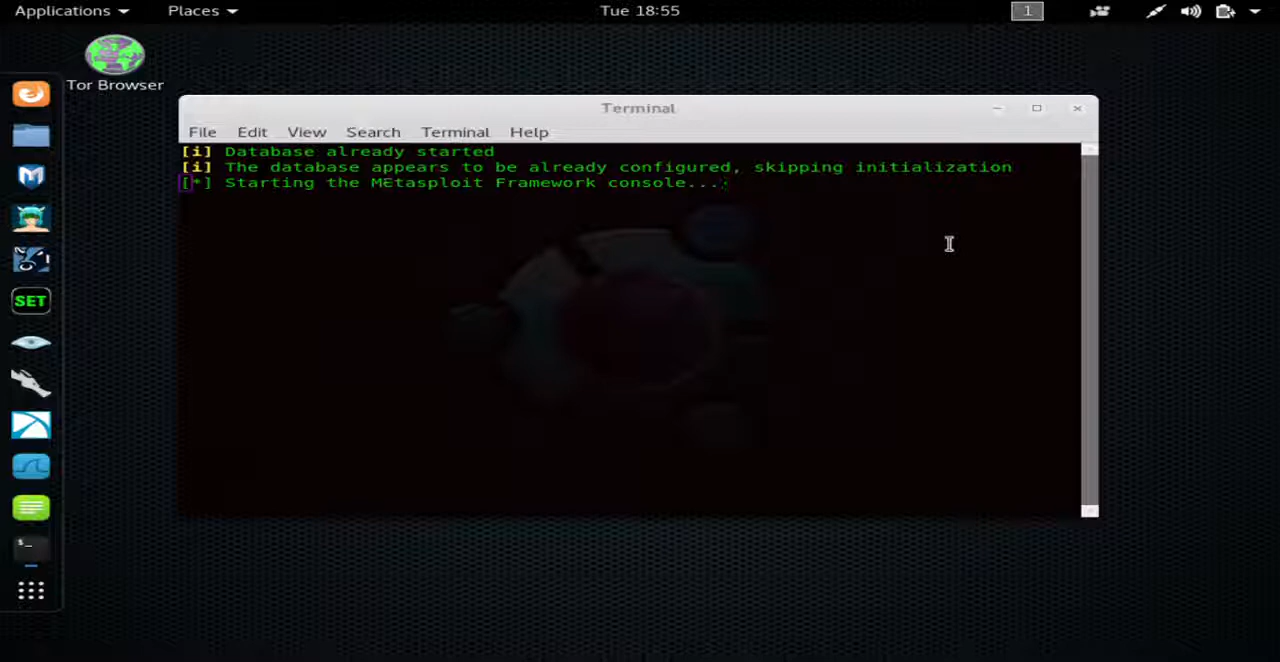 Applications Places Tue 18:55 1
Tor Browser
Terminal
File Edit View Search Terminal Help
[i] Database already started
[i] The database appears to be already configured, skipping initialization
[*] Starting the MEtasploit Framework console...
SET
$_